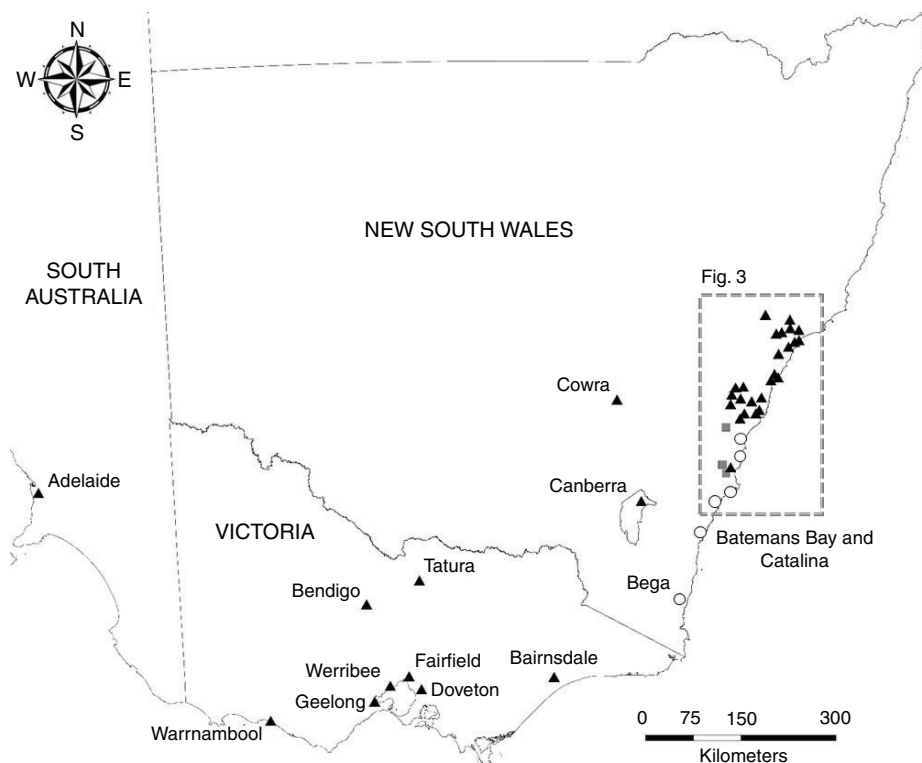 N
W E
S
NEW SOUTH WALES
SOUTH
AUSTRALIA
Fig. 3
Cowra
Adelaide
Canberra
VICTORIA
Batemans Bay and
Catalina
Tatura
Bendigo
Bega
Fairfield
Werribee
Bairnsdale
Doveton
Geelong
Warrnambool
0 75 150 300
Kilometers